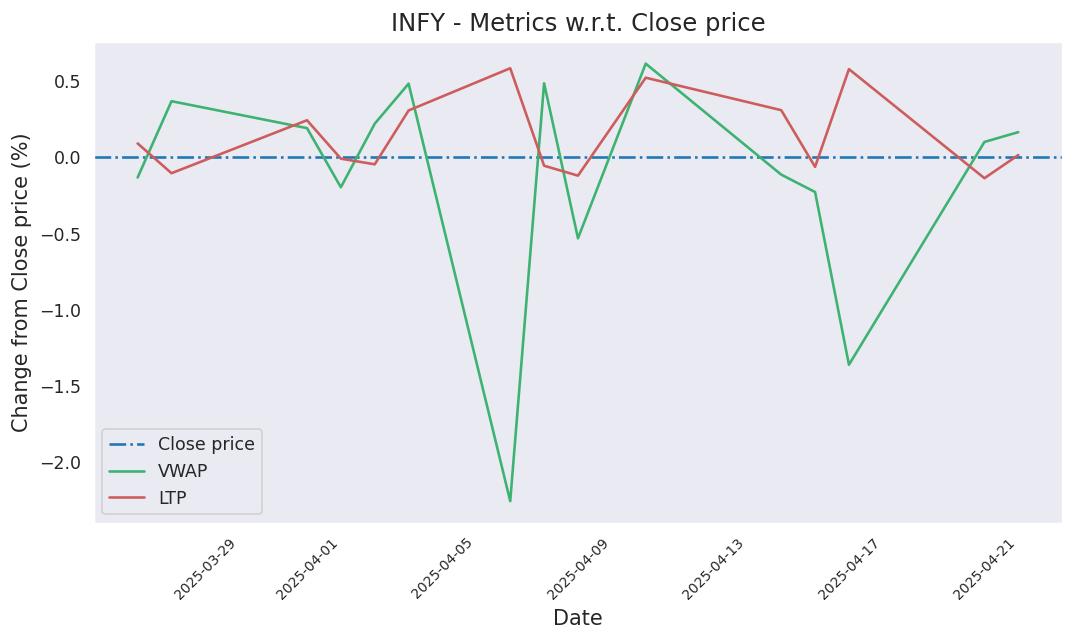 INFY - Metrics w.r.t. Close price
Change from Close price (%)
0.5
0.0
−0.5
−1.0
−1.5
−2.0
Close price
VWAP
LTP
2025-03-29
2025-04-01
2025-04-05
2025-04-09
2025-04-13
2025-04-17
2025-04-21
Date